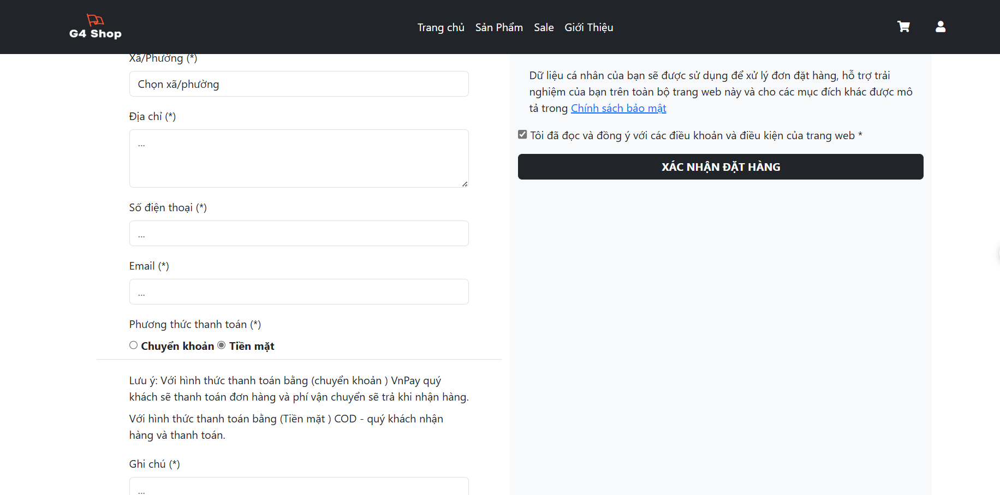 G4 Shop
Trang chủ Sản Phẩm Sale Giới Thiệu
Xã/Phường (*)
Chọn xã/phường
Địa chỉ (*)
...
Số điện thoại (*)
...
Email (*)
...
Phương thức thanh toán (*)
Chuyển khoản Tiền mặt
Lưu ý: Với hình thức thanh toán bằng (chuyển khoản ) VnPay quý
khách sẽ thanh toán đơn hàng và phí vận chuyển sẽ trả khi nhận hàng.
Với hình thức thanh toán bằng (Tiền mặt ) COD - quý khách nhận
hàng và thanh toán.
Ghi chú (*)
...
Dữ liệu cá nhân của bạn sẽ được sử dụng để xử lý đơn đặt hàng, hỗ trợ trải
nghiệm của bạn trên toàn bộ trang web này và cho các mục đích khác được mô
tả trong Chính sách bảo mật
Tôi đã đọc và đồng ý với các điều khoản và điều kiện của trang web *
XÁC NHẬN ĐẶT HÀNG